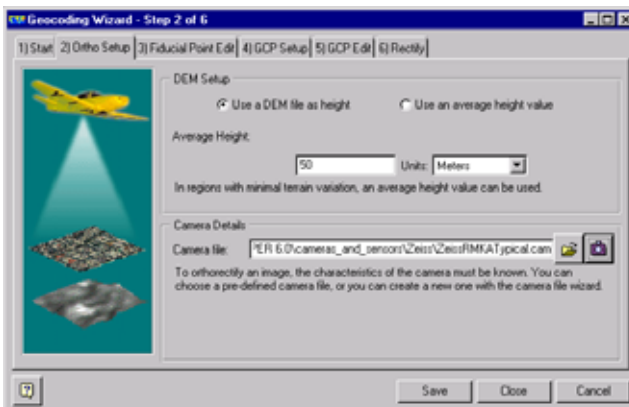 Geocoding Wizard - Step 2 of 6
1) Start 2) Ortho Setup 3) Fiducial Point Edit 4) GCP Setup 5) GCP Edit 6) Rectify
DEM Setup
Use a DEM file as height Use an average height value
Average Height:
50 Units: Meters
In regions with minimal terrain variation, an average height value can be used.
Camera Details
Camera file: PER 6.0\cameras_and_sensors\Zeiss\ZeissRMKATypical.cam
To orthorectify an image, the characteristics of the camera must be known. You can
choose a pre-defined camera file, or you can create a new one with the camera file wizard.
Save Close Cancel